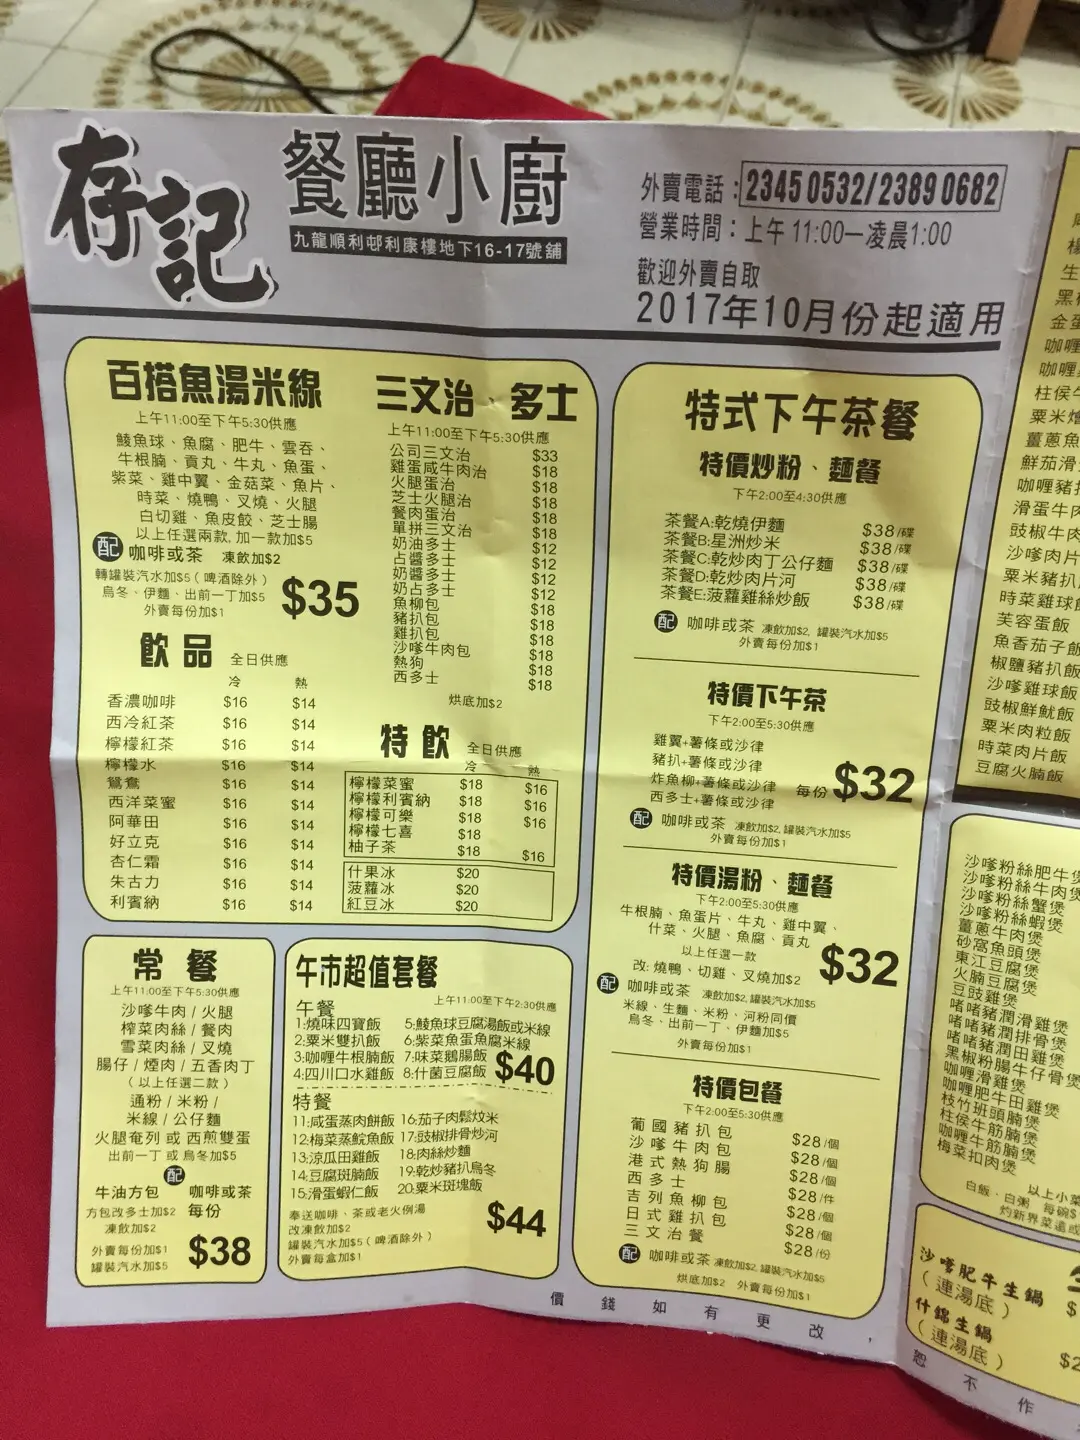 存記
餐廳小廚
九龍順利邨利康樓地下16-17號舖
外賣電話：2345 0532/2389 0682
營業時間：上午11:00—凌晨1:00
歡迎外賣自取
2017年10月份起適用
百搭魚湯米線
上午11:00至下午5:30供應
鯪魚球、魚腐、肥牛、雲吞、
牛根腩、貢丸、牛丸、魚蛋、
紫菜、雞中翼、金菇菜、魚片、
時菜、燒鴨、叉燒、火腿
白切雞、魚皮餃、芝士腸
以上任選兩款, 加一款加$5
配 咖啡或茶 凍飲加$2
轉罐裝汽水加$5 ( 啤酒除外 )
烏冬、伊麵、出前一丁加$5
外賣每份加$1
$35
飲品 全日供應
冷 熱
香濃咖啡 $16 $14
西冷紅茶 $16 $14
檸檬紅茶 $16 $14
檸檬水 $16 $14
鴛鴦 $16 $14
西洋菜蜜 $16 $14
阿華田 $16 $14
好立克 $16 $14
杏仁霜 $16 $14
朱古力 $16 $14
利賓納 $16 $14
三文治、多士
上午11:00至下午5:30供應
公司三文治 $33
雞蛋咸牛肉治 $18
火腿蛋治 $18
芝士火腿治 $18
餐肉蛋治 $18
單拼三文治 $18
奶油多士 $12
占醬多士 $12
奶醬多士 $12
奶占多士 $12
魚柳包 $18
豬扒包 $18
雞扒包 $18
沙嗲牛肉包 $18
熱狗 $18
西多士 $18
烘底加$2
特飲 全日供應
冷 熱
檸檬菜蜜 $18 $16
檸檬利賓納 $18 $16
檸檬可樂 $18 $16
檸檬七喜 $18
柚子茶 $18 $16
什果冰 $20
菠蘿冰 $20
紅豆冰 $20
常餐
上午11:00至下午5:30供應
沙嗲牛肉 / 火腿
榨菜肉絲 / 餐肉
雪菜肉絲 / 叉燒
腸仔 / 煙肉 / 五香肉丁
( 以上任選二款 )
通粉 / 米粉 /
米線 / 公仔麵
火腿奄列 或 西煎雙蛋
出前一丁 或 烏冬加$5
配
牛油方包 咖啡或茶
方包改多士加$2 每份
凍飲加$2
外賣每份加$1
罐裝汽水加$5
$38
午市超值套餐
上午11:00至下午2:30供應
午餐
1:燒味四寶飯 5:鯪魚球豆腐湯飯或米線
2:粟米雙扒飯 6:紫菜魚蛋魚腐米線
3:咖喱牛根腩飯 7:味菜鵝腸飯
4:四川口水雞飯 8:什菌豆腐飯
$40
特餐
11:咸蛋蒸肉餅飯 16:茄子肉鬆炆米
12:梅菜蒸鯇魚飯 17:豉椒排骨炒河
13:涼瓜田雞飯 18:肉絲炒麵
14:豆腐斑腩飯 19:乾炒豬扒烏冬
15:滑蛋蝦仁飯 20:粟米斑塊飯
奉送咖啡、茶或老火例湯
改凍飲加$2
罐裝汽水加$5 ( 啤酒除外 )
外賣每盒加$1
$44
特式下午茶餐
特價炒粉、麵餐
下午2:00至4:30供應
茶餐A:乾燒伊麵 $38/碟
茶餐B:星洲炒米 $38/碟
茶餐C:乾炒肉丁公仔麵 $38/碟
茶餐D:乾炒肉片河 $38/碟
茶餐E:菠蘿雞絲炒飯 $38/碟
配 咖啡或茶 凍飲加$2, 罐裝汽水加$5
外賣每份加$1
特價下午茶
下午2:00至5:30供應
雞翼+薯條或沙律
豬扒+薯條或沙律
炸魚柳+薯條或沙律
西多士+薯條或沙律
每份 $32
配 咖啡或茶 凍飲加$2, 罐裝汽水加$5
外賣每份加$1
特價湯粉、麵餐
下午2:00至5:30供應
牛根腩、魚蛋片、牛丸、雞中翼、
什菜、火腿、魚腐、貢丸
以上任選一款
改: 燒鴨、切雞、叉燒加$2
$32
配 咖啡或茶 凍飲加$2, 罐裝汽水加$5
米線、生麵、米粉、河粉同價
烏冬、出前一丁、伊麵加$5
外賣每份加$1
特價包餐
下午2:00至5:30供應
葡國豬扒包 $28/個
沙嗲牛肉包 $28/個
港式熱狗腸 $28/個
西多士 $28/件
吉列魚柳包 $28/個
日式雞扒包 $28/個
三文治餐 $28/份
配 咖啡或茶 凍飲加$2, 罐裝汽水加$5
烘底加$2 外賣每份加$1
價錢如有更改，恕不作
生
黑
金蛋
咖喱
咖喱
柱侯牛
粟米燴
薑蔥魚
鮮茄滑
咖喱豬扒
滑蛋牛肉
豉椒牛肉
沙嗲肉片
粟米豬扒
時菜雞球飯
芙容蛋飯
魚香茄子飯
椒鹽豬扒飯
沙嗲雞球飯
豉椒鮮魷飯
粟米肉粒飯
時菜肉片飯
豆腐火腩飯
沙嗲粉絲肥牛煲
沙嗲粉絲牛肉煲
沙嗲粉絲蟹煲
沙嗲粉絲蝦煲
薑蔥牛肉煲
砂窩魚頭煲
東江豆腐煲
火腩豆腐煲
豆豉雞煲
啫啫豬潤滑雞煲
啫啫豬潤排骨煲
啫啫豬潤田雞煲
黑椒粉腸牛仔骨煲
咖喱滑雞煲
咖喱肥牛田雞煲
枝竹班頭腩煲
柱侯牛筋腩煲
咖喱牛筋腩煲
梅菜扣肉煲
以上小菜
白飯．白粥 每碗$
灼新界菜遠或
沙嗲肥牛生鍋
( 連湯底 ) $
什錦生鍋
( 連湯底 ) $2